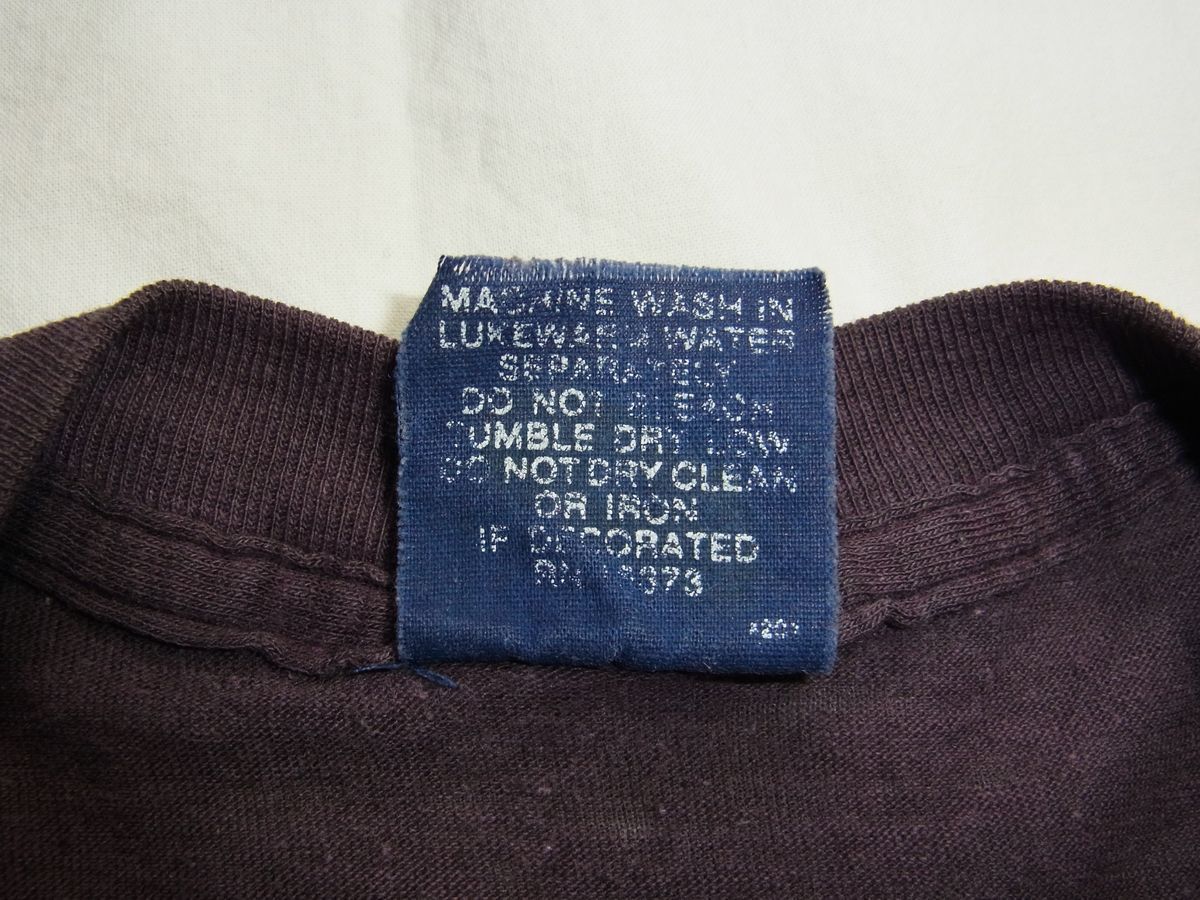 MACHINE WASH IN
LUKEWARM WATER
SEPARATELY
DO NOT BLEACH
TUMBLE DRY LOW
DO NOT DRY CLEAN
OR IRON
IF DECORATED
RN